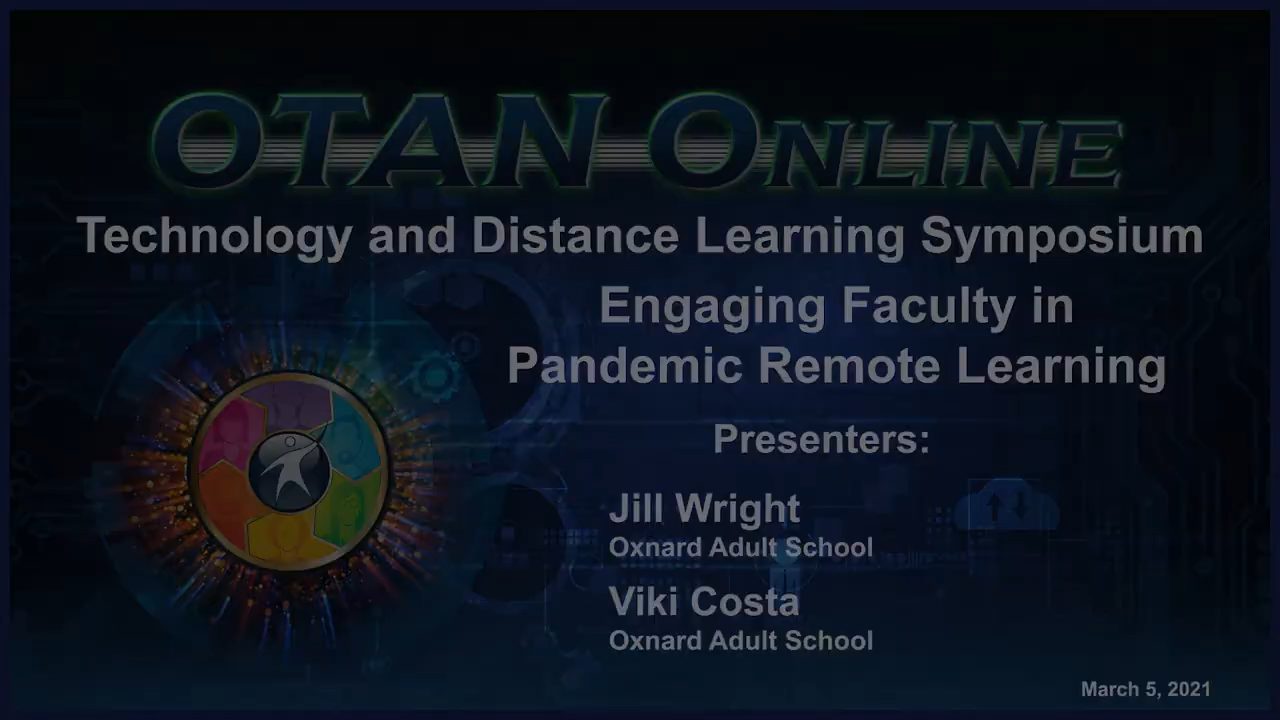 OTAN ONLINE
Technology and Distance Learning Symposium
Engaging Faculty in
Pandemic Remote Learning
Presenters:
Jill Wright
Oxnard Adult School
Viki Costa
Oxnard Adult School
March 5, 2021